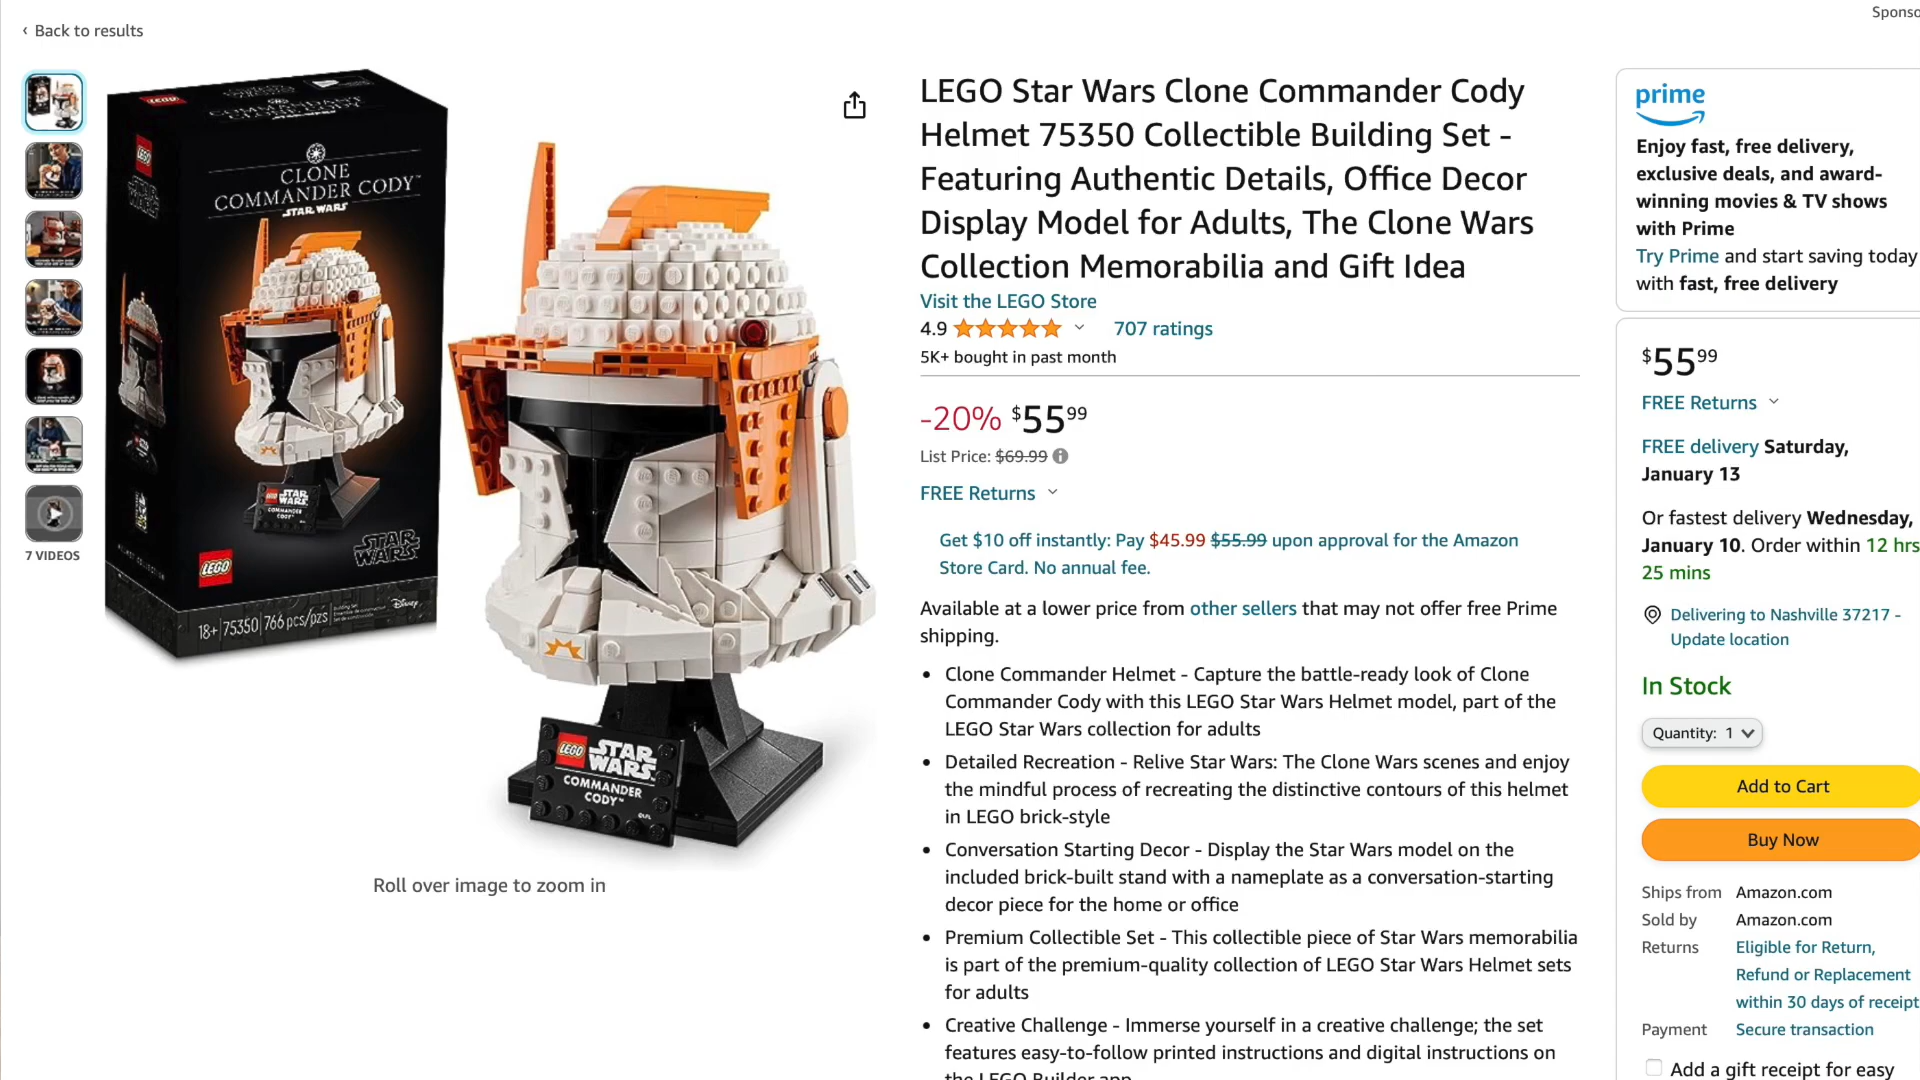 Sponso
‹ Back to results
LEGO
LEGO
STAR WARS
CLONE
COMMANDER CODY™
STAR WARS
LEGO STAR WARS
COMMANDER
CODY™
LEGO
STAR WARS
18+ | 75350 | 766 pcs/pzs
Disney
LEGO STAR WARS
COMMANDER
CODY™
7 VIDEOS
Roll over image to zoom in
LEGO Star Wars Clone Commander Cody
Helmet 75350 Collectible Building Set -
Featuring Authentic Details, Office Decor
Display Model for Adults, The Clone Wars
Collection Memorabilia and Gift Idea
Visit the LEGO Store
4.9 707 ratings
5K+ bought in past month
-20% $55 99
List Price: $69.99
FREE Returns
Get $10 off instantly: Pay $45.99 $55.99 upon approval for the Amazon
Store Card. No annual fee.
Available at a lower price from other sellers that may not offer free Prime
shipping.
• Clone Commander Helmet - Capture the battle-ready look of Clone
Commander Cody with this LEGO Star Wars Helmet model, part of the
LEGO Star Wars collection for adults
• Detailed Recreation - Relive Star Wars: The Clone Wars scenes and enjoy
the mindful process of recreating the distinctive contours of this helmet
in LEGO brick-style
• Conversation Starting Decor - Display the Star Wars model on the
included brick-built stand with a nameplate as a conversation-starting
decor piece for the home or office
• Premium Collectible Set - This collectible piece of Star Wars memorabilia
is part of the premium-quality collection of LEGO Star Wars Helmet sets
for adults
• Creative Challenge - Immerse yourself in a creative challenge; the set
features easy-to-follow printed instructions and digital instructions on
the LEGO Builder app
prime
Enjoy fast, free delivery,
exclusive deals, and award-
winning movies & TV shows
with Prime
Try Prime and start saving today
with fast, free delivery
$55 99
FREE Returns
FREE delivery Saturday,
January 13
Or fastest delivery Wednesday,
January 10. Order within 12 hrs
25 mins
Delivering to Nashville 37217 -
Update location
In Stock
Quantity: 1
Add to Cart
Buy Now
Ships from Amazon.com
Sold by Amazon.com
Returns Eligible for Return,
Refund or Replacement
within 30 days of receipt
Payment Secure transaction
Add a gift receipt for easy